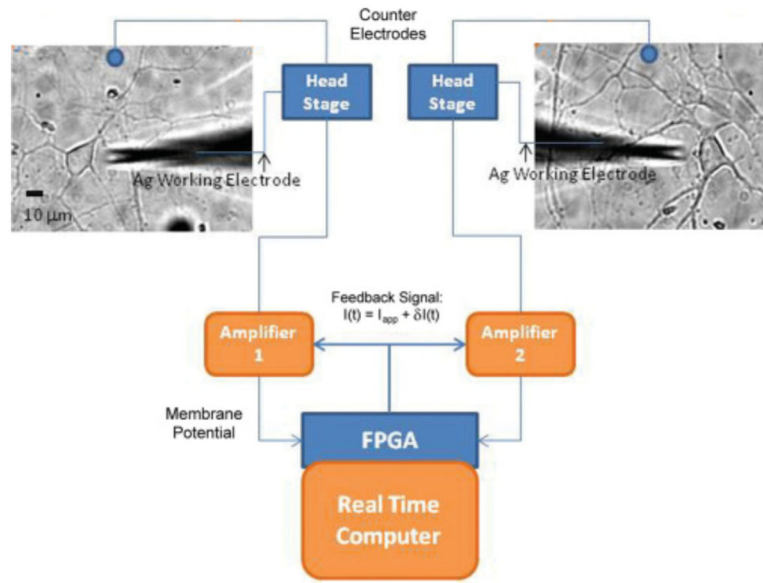 Counter
Electrodes
Head
Stage
Head
Stage
Ag Working Electrode
Ag Working Electrode
10 μm
Feedback Signal:
I(t) = Iapp + δI(t)
Amplifier
1
Amplifier
2
Membrane
Potential
FPGA
Real Time
Computer